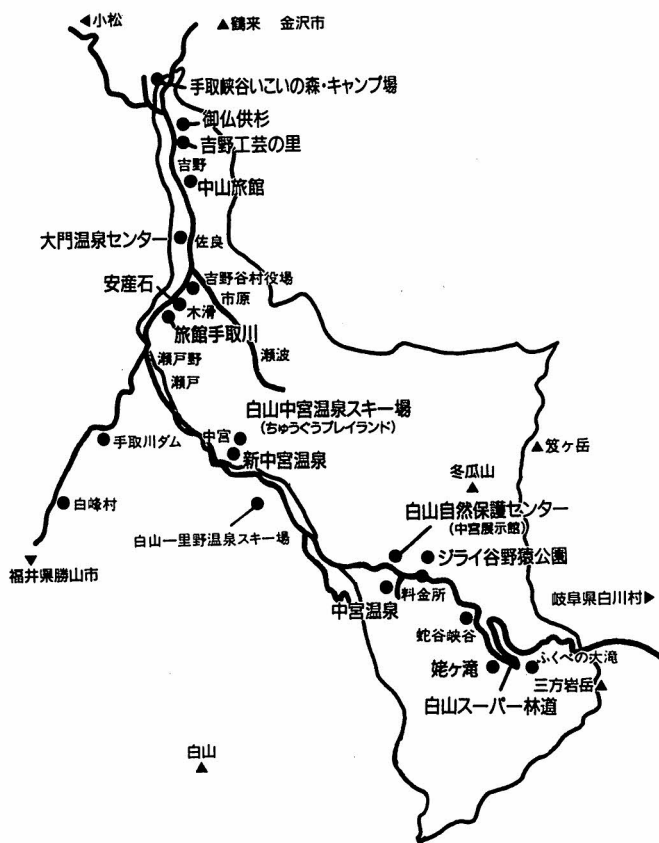 ◀小松
▲鶴来 金沢市
手取峡谷いこいの森・キャンプ場
御仏供杉
吉野工芸の里
吉野
中山旅館
大門温泉センター
佐良
吉野谷村役場
安産石
市原
木滑
旅館手取川
瀬戸野
瀬波
瀬戸
白山中宮温泉スキー場
(ちゅうぐうプレイランド)
手取川ダム
中宮
新中宮温泉
笈ヶ岳
冬瓜山
白峰村
白山一里野温泉スキー場
白山自然保護センター
(中宮展示館)
ジライ谷野猿公園
福井県勝山市
中宮温泉
料金所
岐阜県白川村▶
蛇谷峡谷
ふくべの大滝
姥ヶ滝
三方岩岳
白山スーパー林道
白山